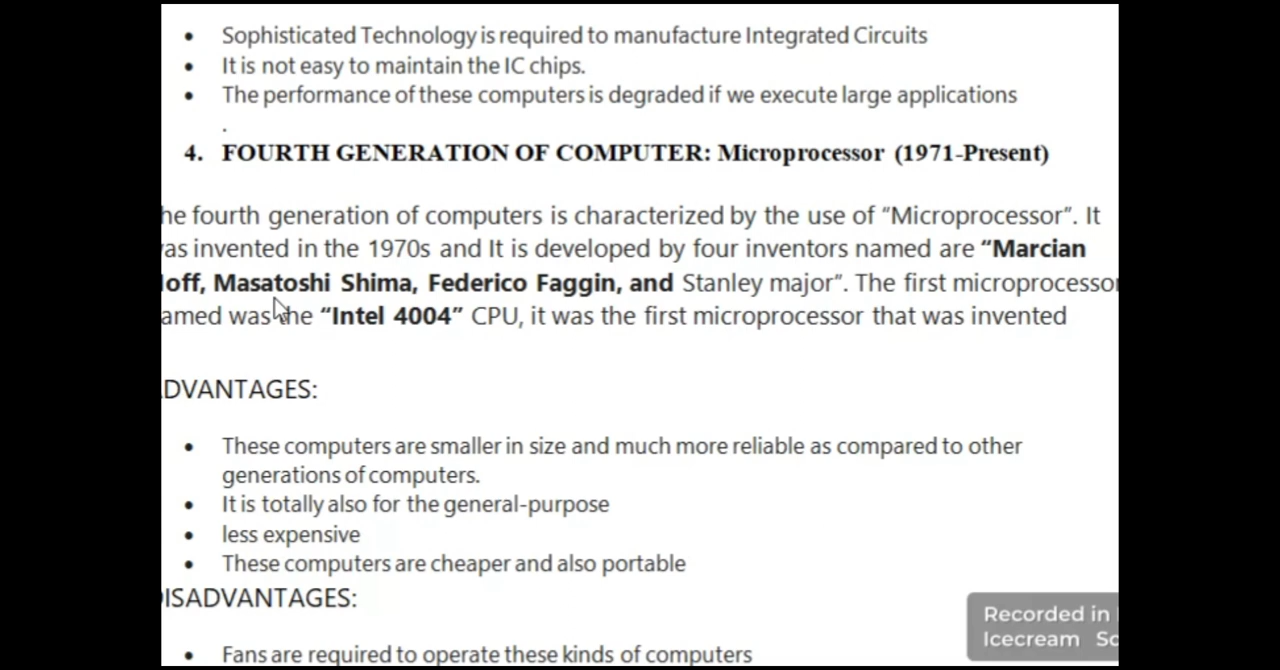 • Sophisticated Technology is required to manufacture Integrated Circuits
• It is not easy to maintain the IC chips.
• The performance of these computers is degraded if we execute large applications
.
4. FOURTH GENERATION OF COMPUTER: Microprocessor (1971-Present)
he fourth generation of computers is characterized by the use of “Microprocessor”. It
as invented in the 1970s and It is developed by four inventors named are “Marcian
off, Masatoshi Shima, Federico Faggin, and Stanley major”. The first microprocessor
amed was the “Intel 4004” CPU, it was the first microprocessor that was invented
DVANTAGES:
• These computers are smaller in size and much more reliable as compared to other
generations of computers.
• It is totally also for the general-purpose
• less expensive
• These computers are cheaper and also portable
ISADVANTAGES:
• Fans are required to operate these kinds of computers
Recorded in
Icecream Sc